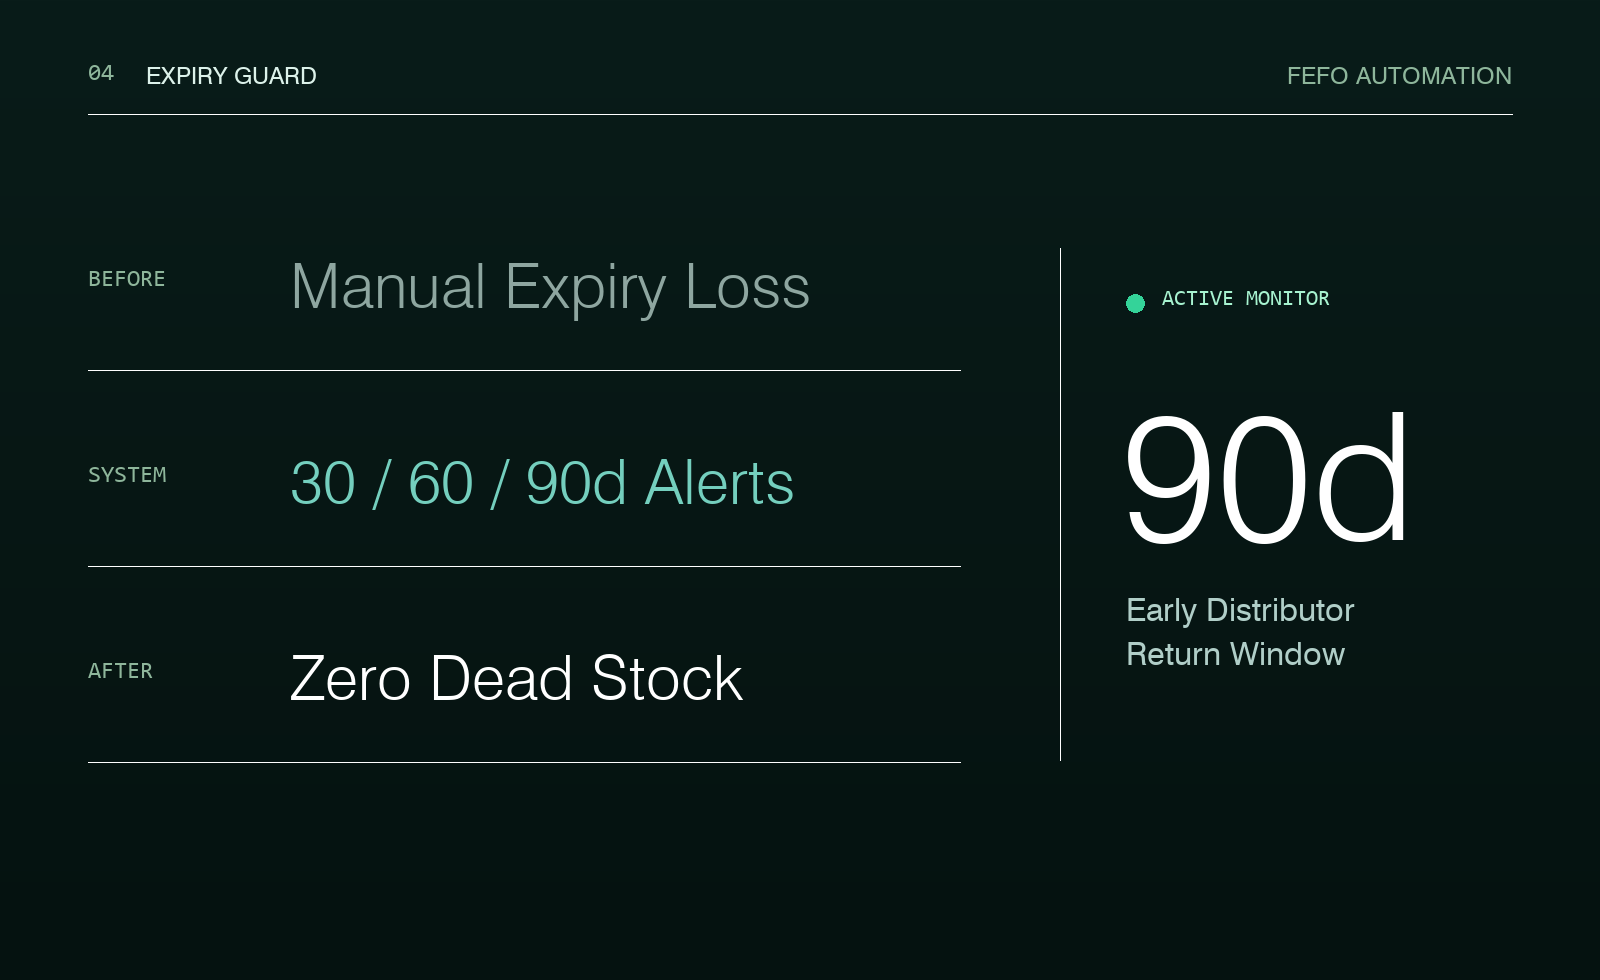 04 EXPIRY GUARD
FEFO AUTOMATION
BEFORE Manual Expiry Loss
SYSTEM 30 / 60 / 90d Alerts
AFTER Zero Dead Stock
ACTIVE MONITOR
90d
Early Distributor
Return Window